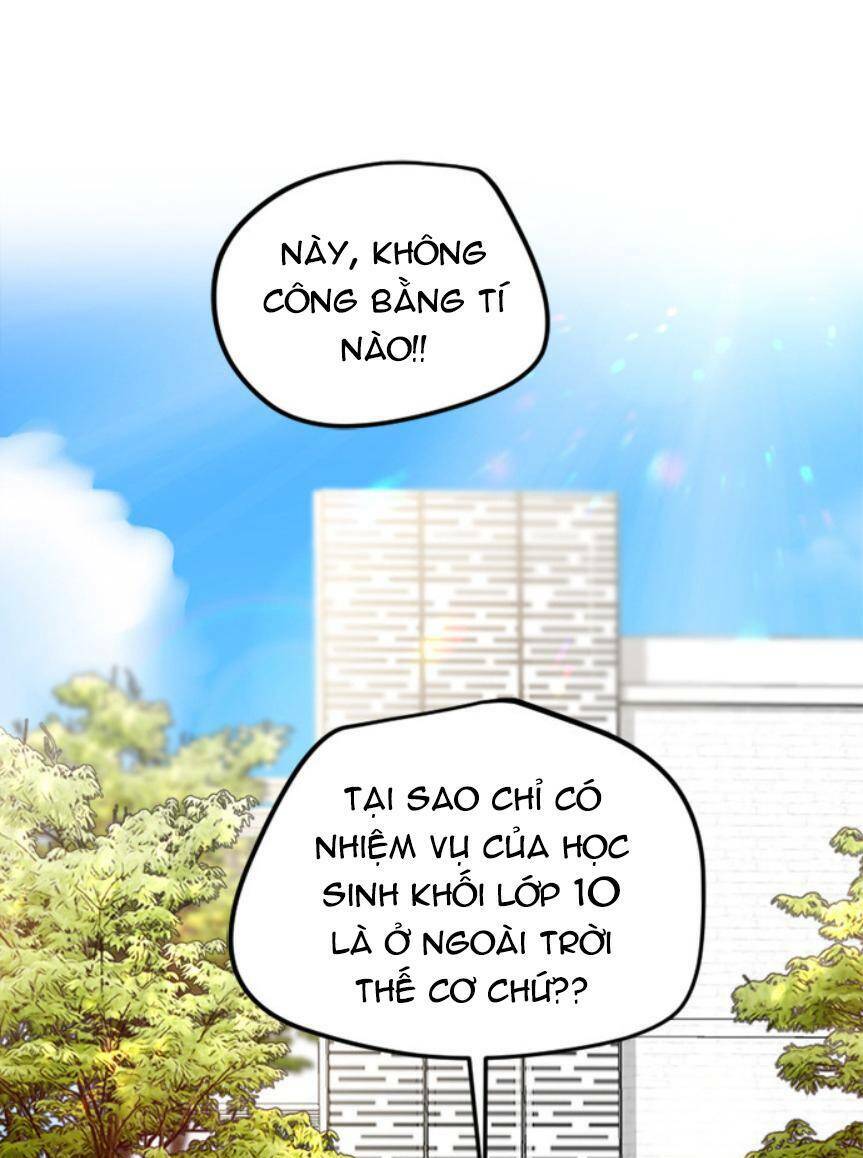 NÀY, KHÔNG
CÔNG BẰNG TÍ
NÀO!!
TẠI SAO CHỈ CÓ
NHIỆM VỤ CỦA HỌC
SINH KHỐI LỚP 10
LÀ Ở NGOÀI TRỜI
THẾ CƠ CHỨ??